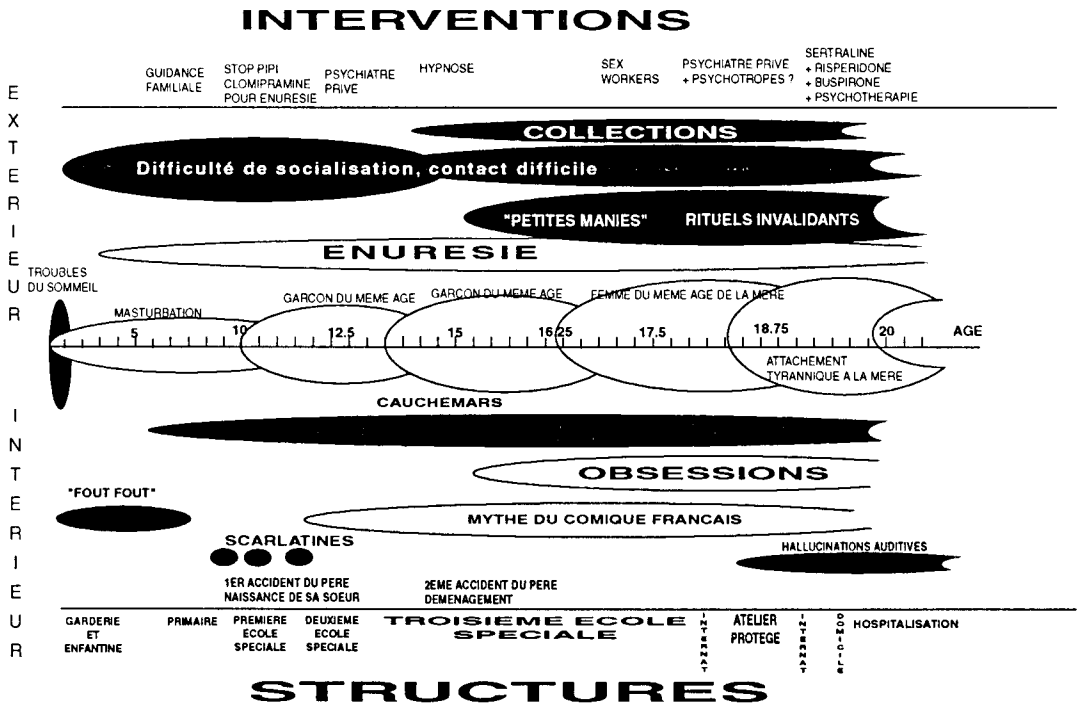 INTERVENTIONS
GUIDANCE
FAMILIALE
STOP PIPI
CLOMIPRAMINE
POUR ENURESIE
PSYCHIATRE
PRIVE
HYPNOSE
SEX
WORKERS
PSYCHIATRE PRIVE
+ PSYCHOTROPES ?
SERTRALINE
+ RISPERIDONE
+ BUSPIRONE
+ PSYCHOTHERAPIE
EXTERIEUR
COLLECTIONS
Difficulté de socialisation, contact difficile
"PETITES MANIES" RITUELS INVALIDANTS
ENURESIE
TROUBLES
DU SOMMEIL
MASTURBATION
GARCON DU MEME AGE
GARCON DU MEME AGE
FEMME DU MEME AGE DE LA MERE
5 10 12.5 15 16.25 17.5 18.75 20 AGE
ATTACHEMENT
TYRANNIQUE A LA MERE
INTERIEUR
CAUCHEMARS
OBSESSIONS
"FOUT FOUT"
MYTHE DU COMIQUE FRANCAIS
SCARLATINES
HALLUCINATIONS AUDITIVES
1ER ACCIDENT DU PERE
NAISSANCE DE SA SOEUR
2EME ACCIDENT DU PERE
DEMENAGEMENT
GARDERIE
ET
ENFANTINE
PRIMAIRE
PREMIERE
ECOLE
SPECIALE
DEUXIEME
ECOLE
SPECIALE
TROISIEME ECOLE
SPECIALE
INTERNAT
ATELIER
PROTEGE
INTERNAT
DOMICILE
HOSPITALISATION
STRUCTURES